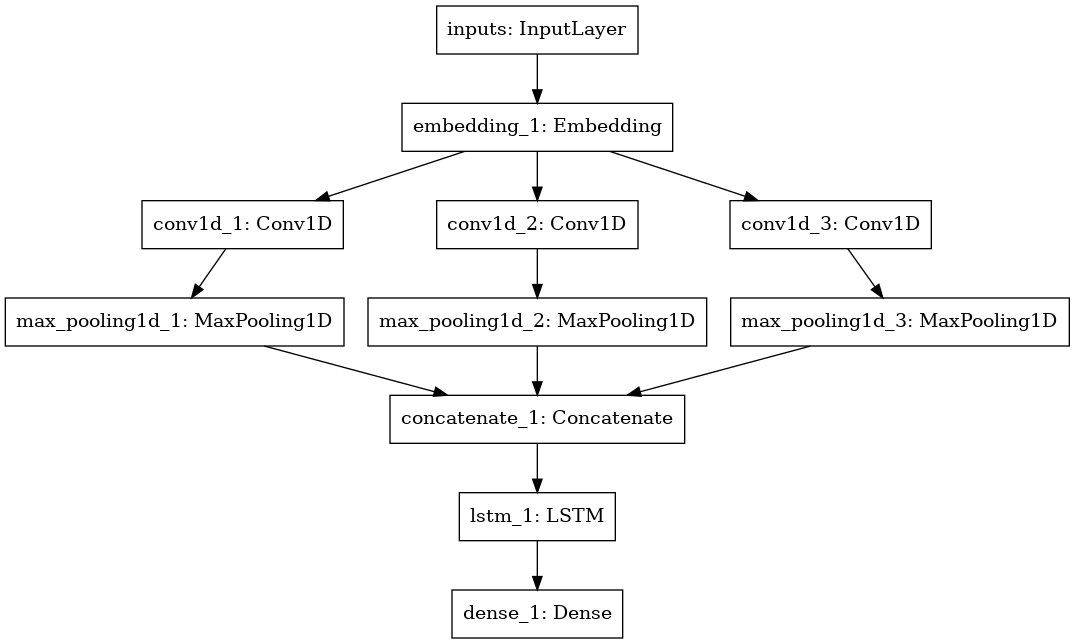 inputs: InputLayer
embedding_1: Embedding
conv1d_1: Conv1D
conv1d_2: Conv1D
conv1d_3: Conv1D
max_pooling1d_1: MaxPooling1D
max_pooling1d_2: MaxPooling1D
max_pooling1d_3: MaxPooling1D
concatenate_1: Concatenate
lstm_1: LSTM
dense_1: Dense